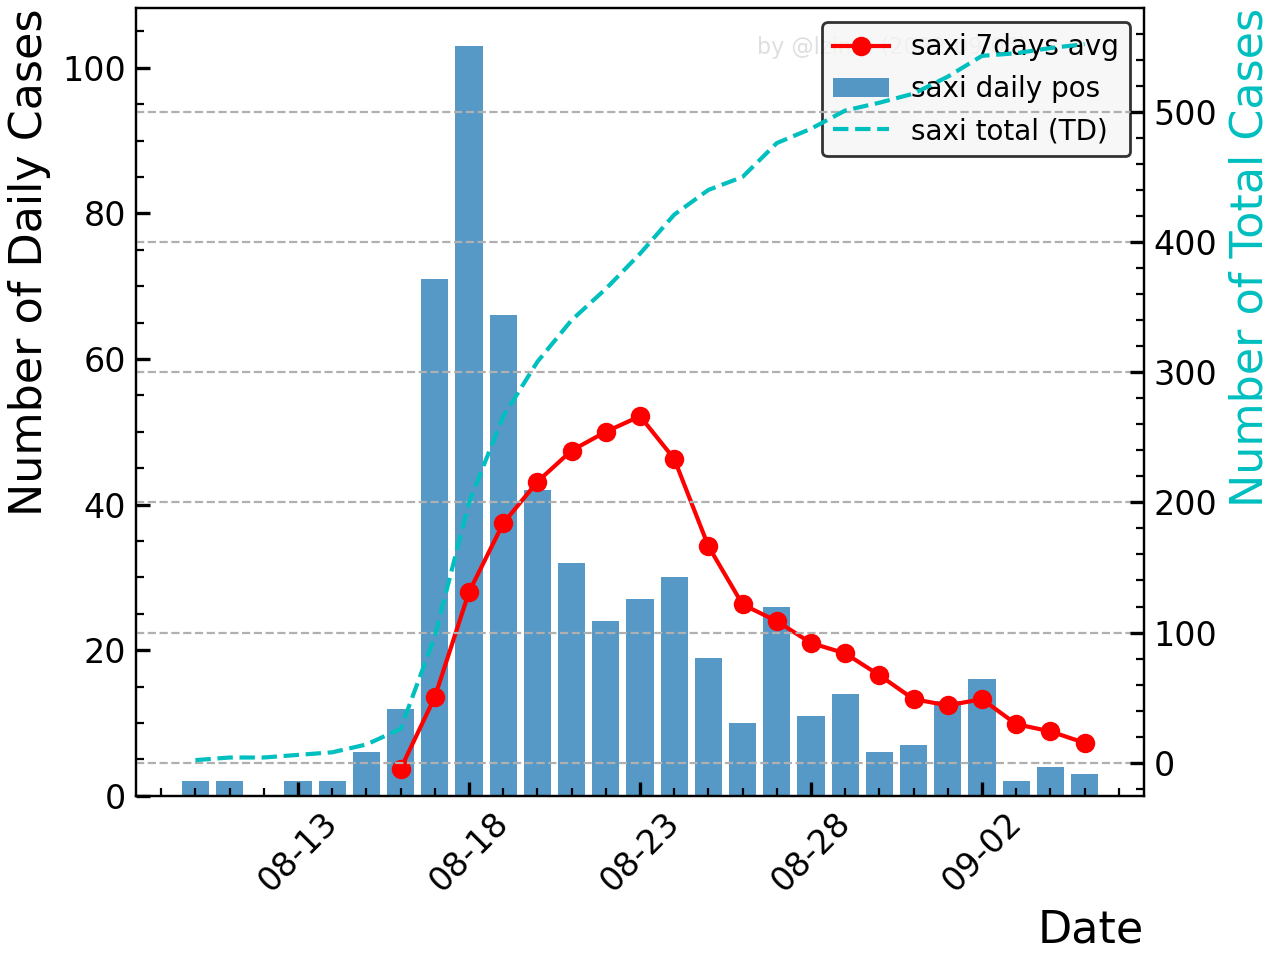 Number of Daily Cases
100
80
60
40
20
0
by @l
saxi 7days avg
saxi daily pos
saxi total (TD)
500
400
300
200
100
0
Number of Total Cases
08-13
08-18
08-23
08-28
09-02
Date